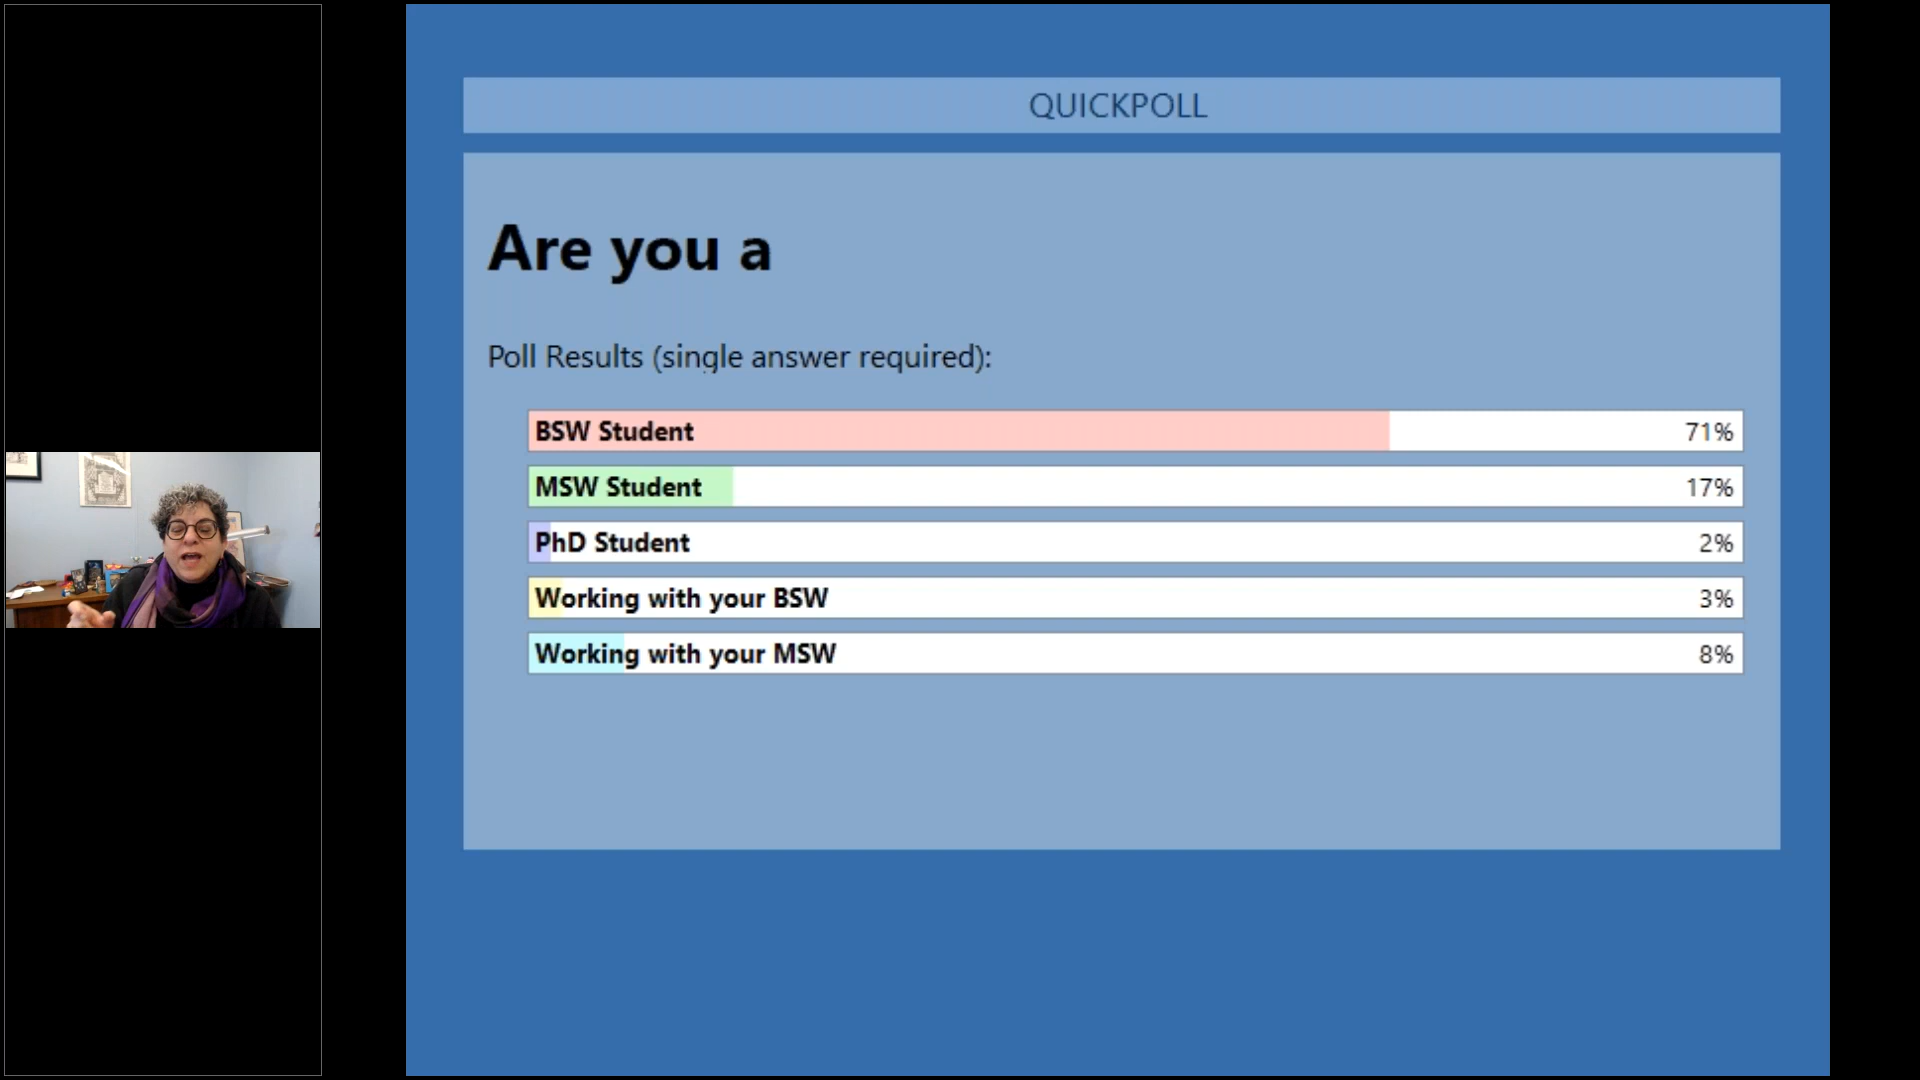 QUICKPOLL
Are you a
Poll Results (single answer required):
BSW Student 71%
MSW Student 17%
PhD Student 2%
Working with your BSW 3%
Working with your MSW 8%